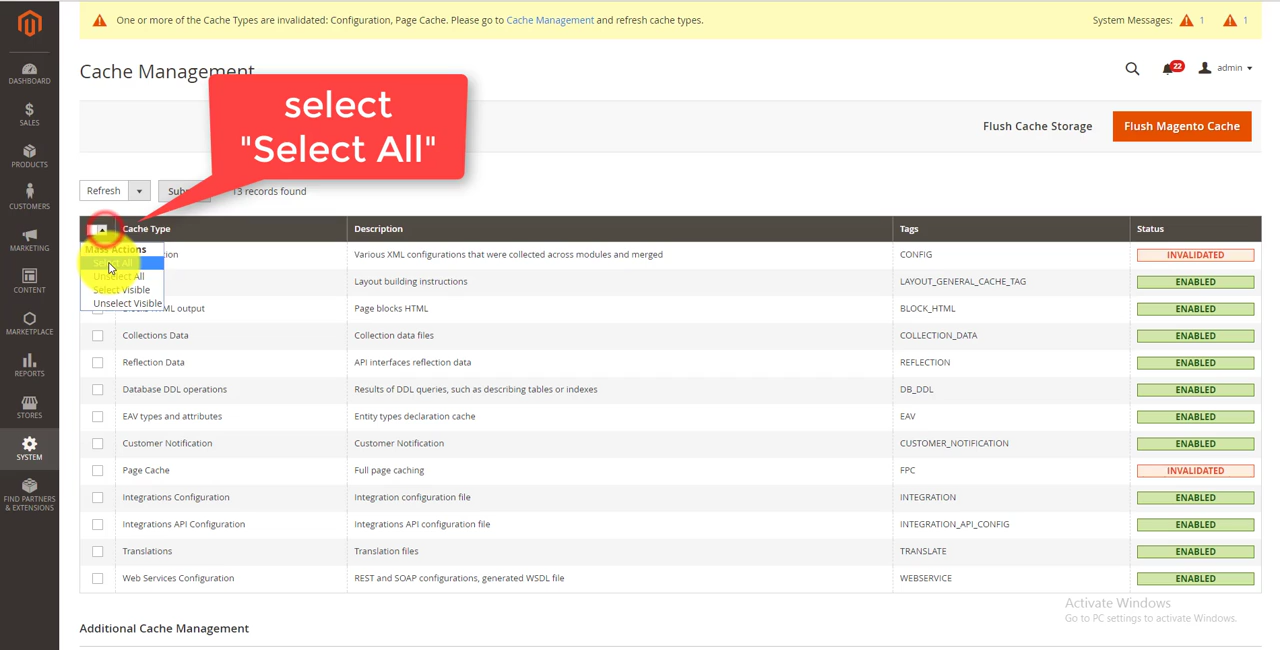 One or more of the Cache Types are invalidated: Configuration, Page Cache. Please go to Cache Management and refresh cache types.
System Messages: 1 1
Cache Management
22 admin
select
"Select All"
Flush Cache Storage
Flush Magento Cache
Refresh
13 records found
Cache Type Description Tags Status
Mass Actions
Select All
Unselect All
Select Visible
Unselect Visible
Various XML configurations that were collected across modules and merged CONFIG INVALIDATED
Layout building instructions LAYOUT_GENERAL_CACHE_TAG ENABLED
output Page blocks HTML BLOCK_HTML ENABLED
Collections Data Collection data files COLLECTION_DATA ENABLED
Reflection Data API interfaces reflection data REFLECTION ENABLED
Database DDL operations Results of DDL queries, such as describing tables or indexes DB_DDL ENABLED
EAV types and attributes Entity types declaration cache EAV ENABLED
Customer Notification Customer Notification CUSTOMER_NOTIFICATION ENABLED
Page Cache Full page caching FPC INVALIDATED
Integrations Configuration Integration configuration file INTEGRATION ENABLED
Integrations API Configuration Integrations API configuration file INTEGRATION_API_CONFIG ENABLED
Translations Translation files TRANSLATE ENABLED
Web Services Configuration REST and SOAP configurations, generated WSDL file WEBSERVICE ENABLED
Additional Cache Management
DASHBOARD
SALES
PRODUCTS
CUSTOMERS
MARKETING
CONTENT
MARKETPLACE
REPORTS
STORES
SYSTEM
FIND PARTNERS
& EXTENSIONS
Activate Windows
Go to PC settings to activate Windows.